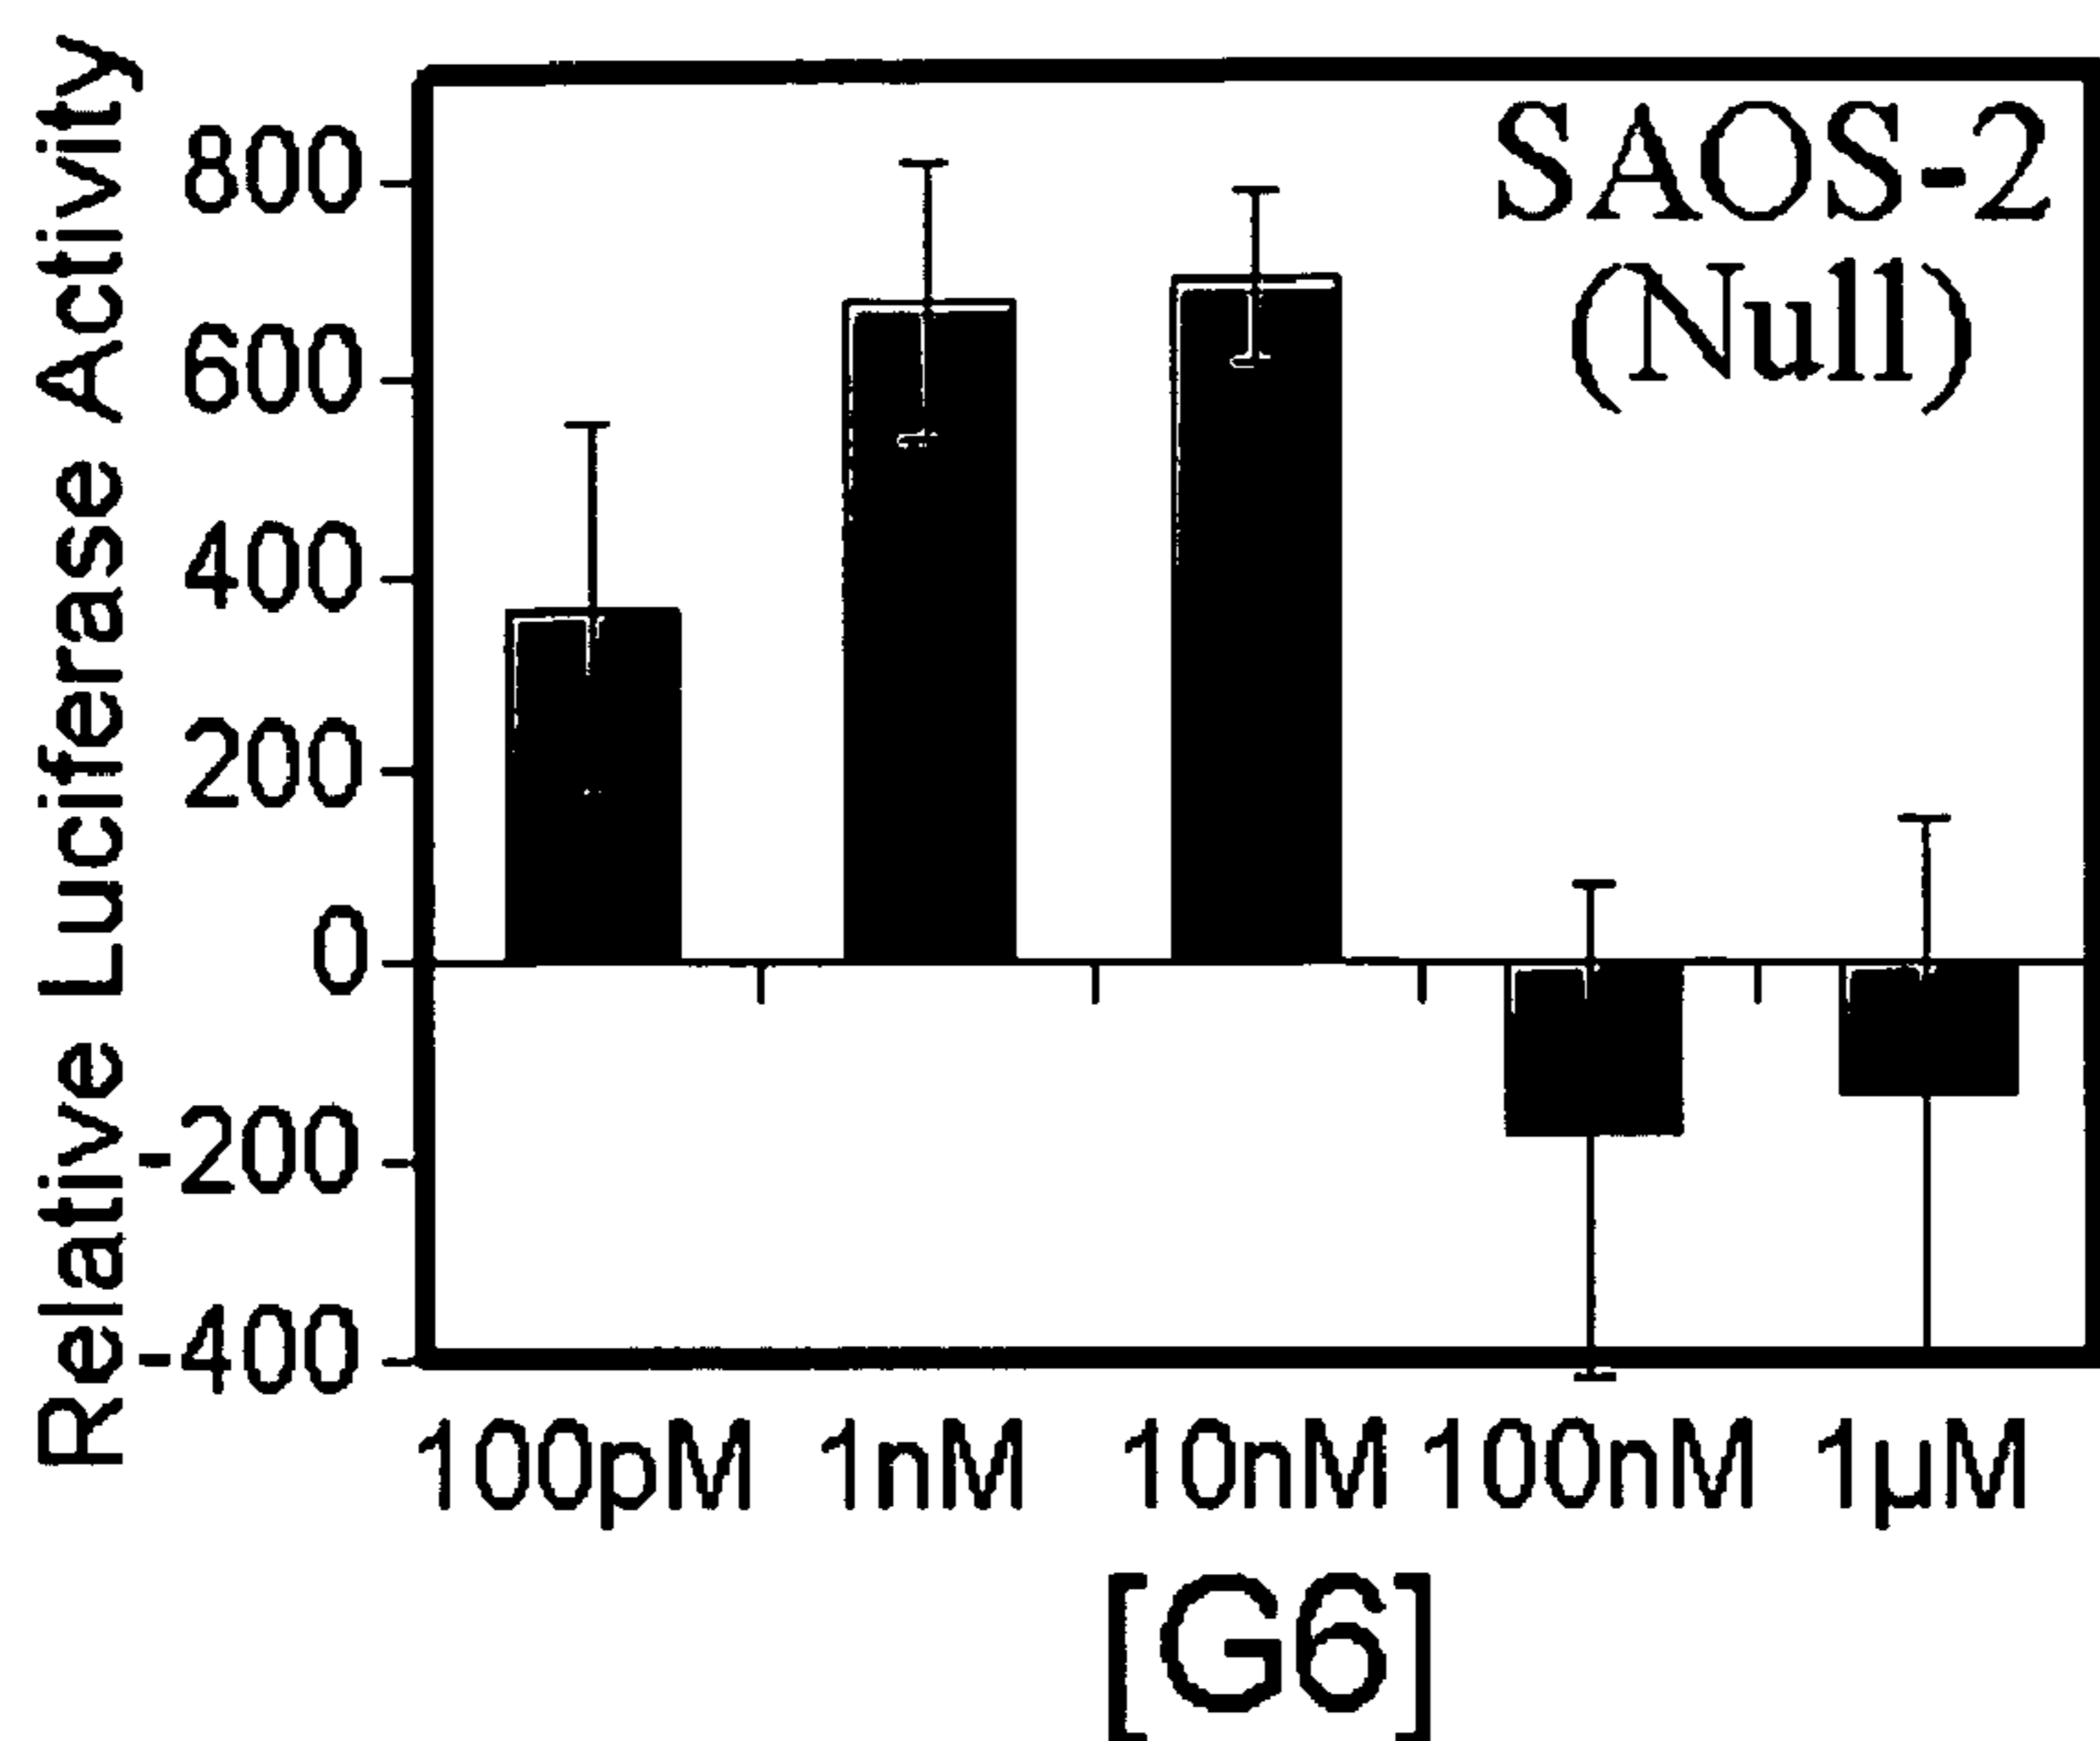 Relative Luciferase Activity
800
600
400
200
0
-200
-400
SAOS-2
(Null)
100pM 1nM 10nM 100nM 1µM
[G6]